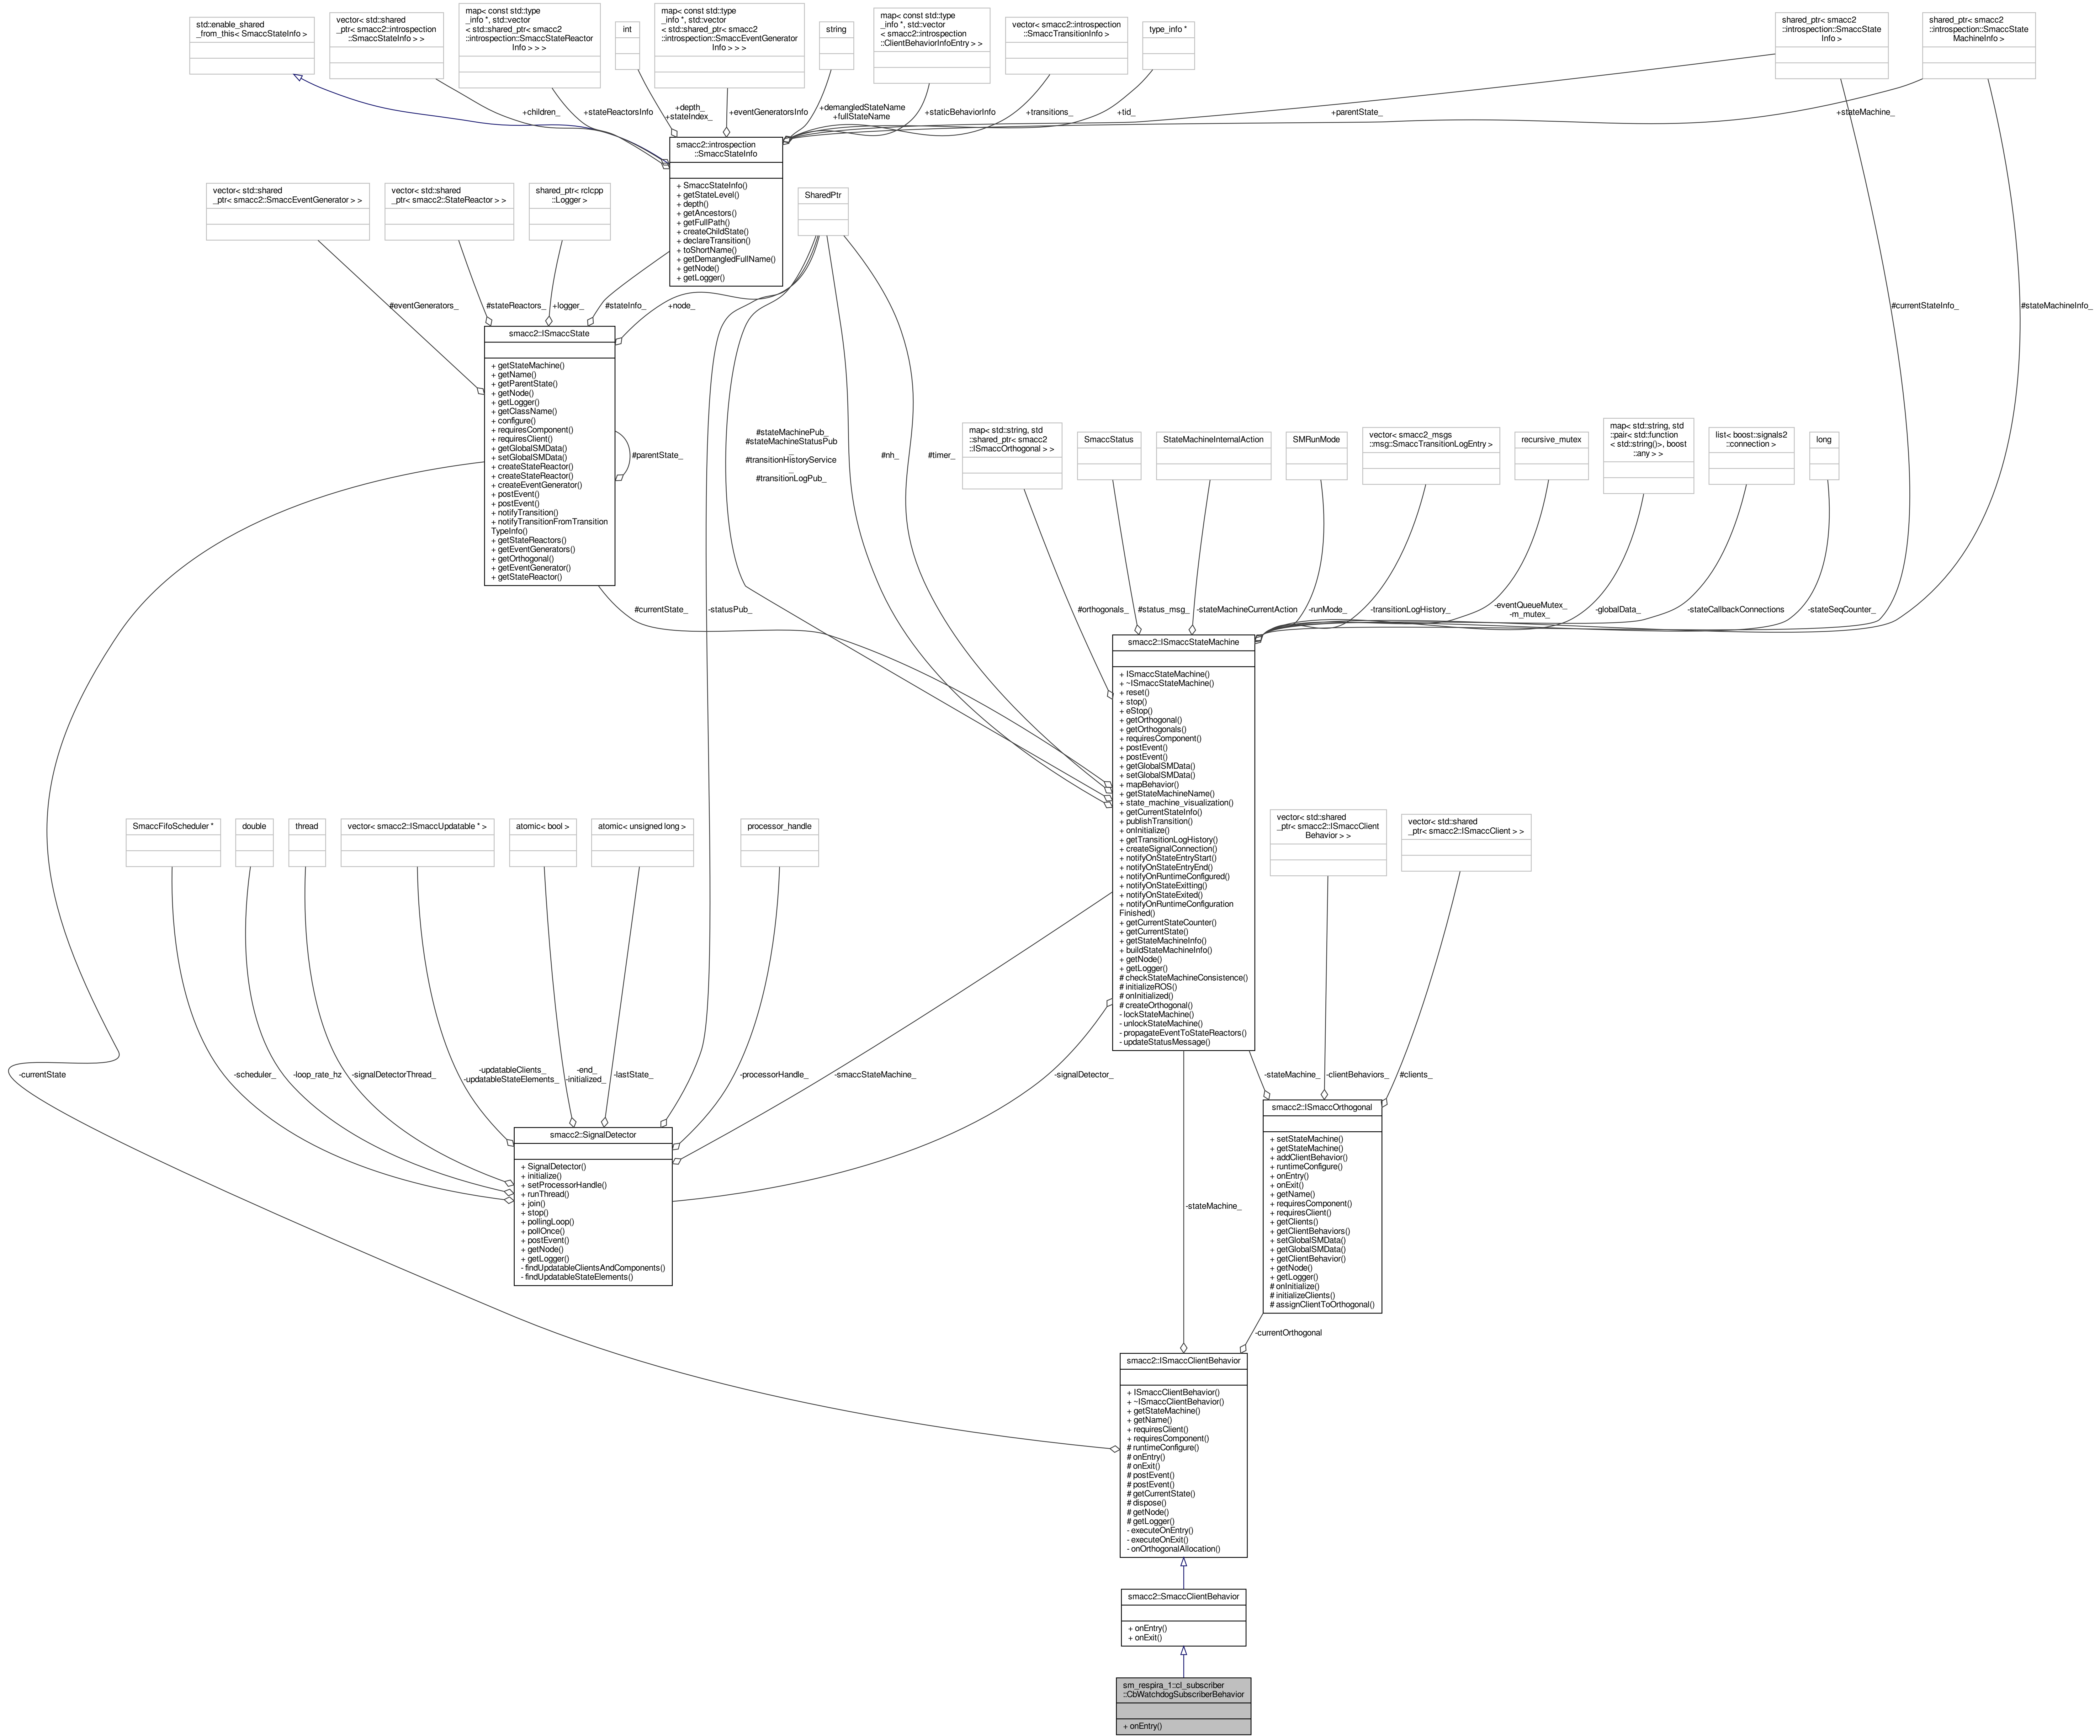 std::enable_shared
_from_this< SmaccStateInfo >
vector< std::shared
_ptr< smacc2::introspection
::SmaccStateInfo > >
map< const std::type
_info *, std::vector
< std::shared_ptr< smacc2
::introspection::SmaccStateReactor
Info > > >
int
map< const std::type
_info *, std::vector
< std::shared_ptr< smacc2
::introspection::SmaccEventGenerator
Info > > >
string
map< const std::type
_info *, std::vector
< smacc2::introspection
::ClientBehaviorInfoEntry > >
vector< smacc2::introspection
::SmaccTransitionInfo >
type_info *
shared_ptr< smacc2
::introspection::SmaccState
Info >
shared_ptr< smacc2
::introspection::SmaccState
MachineInfo >
+children_
+stateReactorsInfo
+depth_
+stateIndex_
+eventGeneratorsInfo
+demangledStateName
+fullStateName
+staticBehaviorInfo
+transitions_
+tid_
+parentState_
+stateMachine_
smacc2::introspection
::SmaccStateInfo
+ SmaccStateInfo()
+ getStateLevel()
+ depth()
+ getAncestors()
+ getFullPath()
+ createChildState()
+ declareTransition()
+ toShortName()
+ getDemangledFullName()
+ getNode()
+ getLogger()
vector< std::shared
_ptr< smacc2::SmaccEventGenerator > >
vector< std::shared
_ptr< smacc2::StateReactor > >
shared_ptr< rclcpp
::Logger >
SharedPtr
#eventGenerators_
#stateReactors_
+logger_
#stateInfo_
+node_
#currentStateInfo_
#stateMachineInfo_
smacc2::ISmaccState
+ getStateMachine()
+ getName()
+ getParentState()
+ getNode()
+ getLogger()
+ getClassName()
+ configure()
+ requiresComponent()
+ requiresClient()
+ getGlobalSMData()
+ setGlobalSMData()
+ createStateReactor()
+ createStateReactor()
+ createEventGenerator()
+ postEvent()
+ postEvent()
+ notifyTransition()
+ notifyTransitionFromTransition
TypeInfo()
+ getStateReactors()
+ getEventGenerators()
+ getOrthogonal()
+ getEventGenerator()
+ getStateReactor()
#parentState_
#stateMachinePub_
#stateMachineStatusPub
_
#transitionHistoryService
_
#transitionLogPub_
#nh_
#timer_
map< std::string, std
::shared_ptr< smacc2
::ISmaccOrthogonal > >
SmaccStatus
StateMachineInternalAction
SMRunMode
vector< smacc2_msgs
::msg::SmaccTransitionLogEntry >
recursive_mutex
map< std::string, std
::pair< std::function
< std::string()>, boost
::any > >
list< boost::signals2
::connection >
long
#currentState_
-statusPub_
#orthogonals_
#status_msg_
-stateMachineCurrentAction
-runMode_
-transitionLogHistory_
-eventQueueMutex_
-m_mutex_
-globalData_
-stateCallbackConnections
-stateSeqCounter_
smacc2::ISmaccStateMachine
+ ISmaccStateMachine()
+ ~ISmaccStateMachine()
+ reset()
+ stop()
+ eStop()
+ getOrthogonal()
+ getOrthogonals()
+ requiresComponent()
+ postEvent()
+ postEvent()
+ getGlobalSMData()
+ setGlobalSMData()
+ mapBehavior()
+ getStateMachineName()
+ state_machine_visualization()
+ getCurrentStateInfo()
+ publishTransition()
+ onInitialize()
+ getTransitionLogHistory()
+ createSignalConnection()
+ notifyOnStateEntryStart()
+ notifyOnStateEntryEnd()
+ notifyOnRuntimeConfigured()
+ notifyOnStateExitting()
+ notifyOnStateExited()
+ notifyOnRuntimeConfiguration
Finished()
+ getCurrentStateCounter()
+ getCurrentState()
+ getStateMachineInfo()
+ buildStateMachineInfo()
+ getNode()
+ getLogger()
# checkStateMachineConsistence()
# initializeROS()
# onInitialized()
# createOrthogonal()
- lockStateMachine()
- unlockStateMachine()
- propagateEventToStateReactors()
- updateStatusMessage()
SmaccFifoScheduler *
double
thread
vector< smacc2::ISmaccUpdatable * >
atomic< bool >
atomic< unsigned long >
processor_handle
vector< std::shared
_ptr< smacc2::ISmaccClient
Behavior > >
vector< std::shared
_ptr< smacc2::ISmaccClient > >
-currentState
-scheduler_
-loop_rate_hz
-signalDetectorThread_
-updatableClients_
-updatableStateElements_
-end_
-initialized_
-lastState_
-processorHandle_
-smaccStateMachine_
-signalDetector_
-stateMachine_
-clientBehaviors_
#clients_
smacc2::SignalDetector
+ SignalDetector()
+ initialize()
+ setProcessorHandle()
+ runThread()
+ join()
+ stop()
+ pollingLoop()
+ pollOnce()
+ postEvent()
+ getNode()
+ getLogger()
- findUpdatableClientsAndComponents()
- findUpdatableStateElements()
smacc2::ISmaccOrthogonal
+ setStateMachine()
+ getStateMachine()
+ addClientBehavior()
+ runtimeConfigure()
+ onEntry()
+ onExit()
+ getName()
+ requiresComponent()
+ requiresClient()
+ getClients()
+ getClientBehaviors()
+ setGlobalSMData()
+ getGlobalSMData()
+ getClientBehavior()
+ getNode()
+ getLogger()
# onInitialize()
# initializeClients()
# assignClientToOrthogonal()
-stateMachine_
-currentOrthogonal
smacc2::ISmaccClientBehavior
+ ISmaccClientBehavior()
+ ~ISmaccClientBehavior()
+ getStateMachine()
+ getName()
+ requiresClient()
+ requiresComponent()
# runtimeConfigure()
# onEntry()
# onExit()
# postEvent()
# postEvent()
# getCurrentState()
# dispose()
# getNode()
# getLogger()
- executeOnEntry()
- executeOnExit()
- onOrthogonalAllocation()
smacc2::SmaccClientBehavior
+ onEntry()
+ onExit()
sm_respira_1::cl_subscriber
::CbWatchdogSubscriberBehavior
+ onEntry()